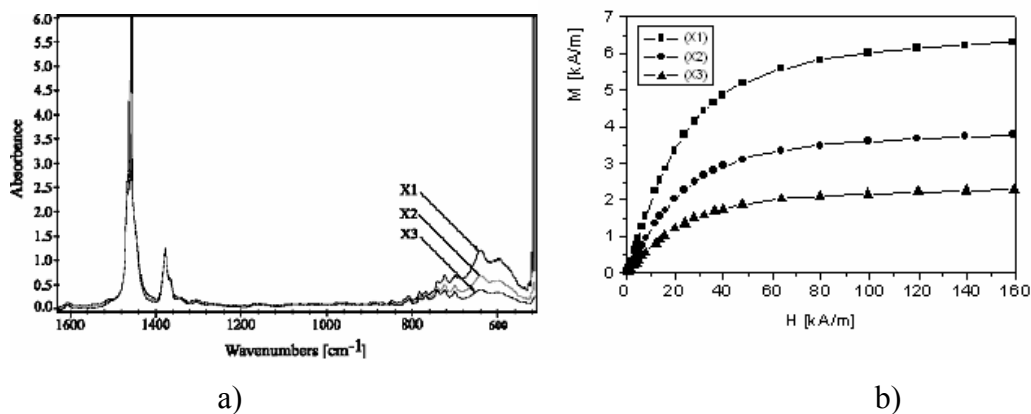 6.0
5.5
5.0
4.5
4.0
3.5
3.0
2.5
2.0
1.5
1.0
0.5
0.0
Absorbance
X1
X2
X3
1600 1400 1200 1000 800 600
Wavenumbers [cm-1]
a)
7
6
5
4
3
2
1
0
M [kA/m]
(X1)
(X2)
(X3)
0 20 40 60 80 100 120 140 160
H [kA/m]
b)